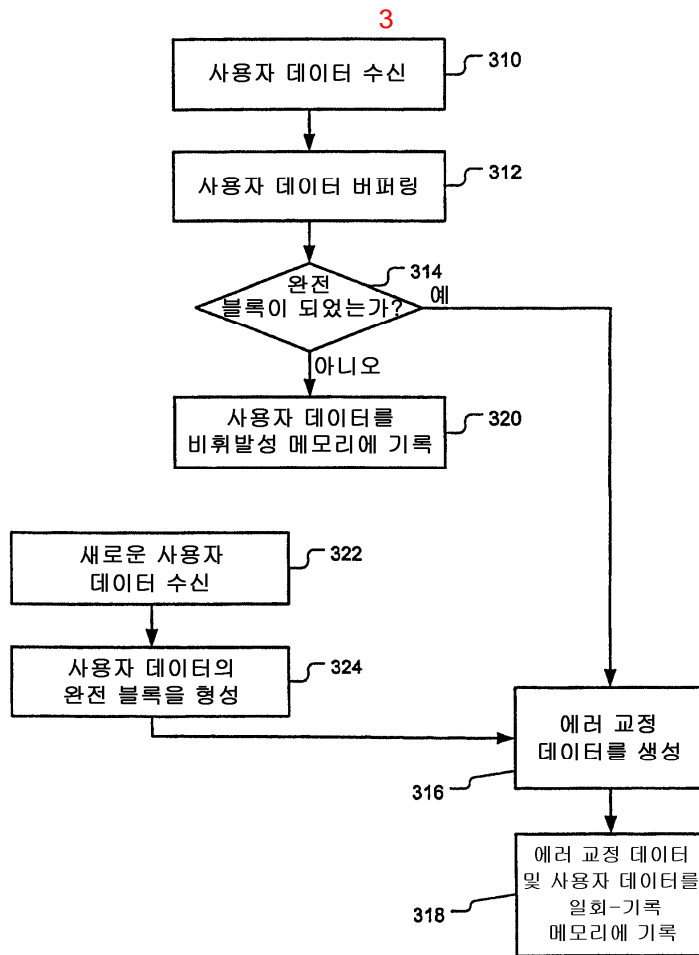 3
사용자 데이터 수신
310
사용자 데이터 버퍼링
312
314
완전
블록이 되었는가?
예
아니오
사용자 데이터를
비휘발성 메모리에 기록
320
새로운 사용자
데이터 수신
322
사용자 데이터의
완전 블록을 형성
324
에러 교정
데이터를 생성
316
에러 교정 데이터
및 사용자 데이터를
일회-기록
메모리에 기록
318